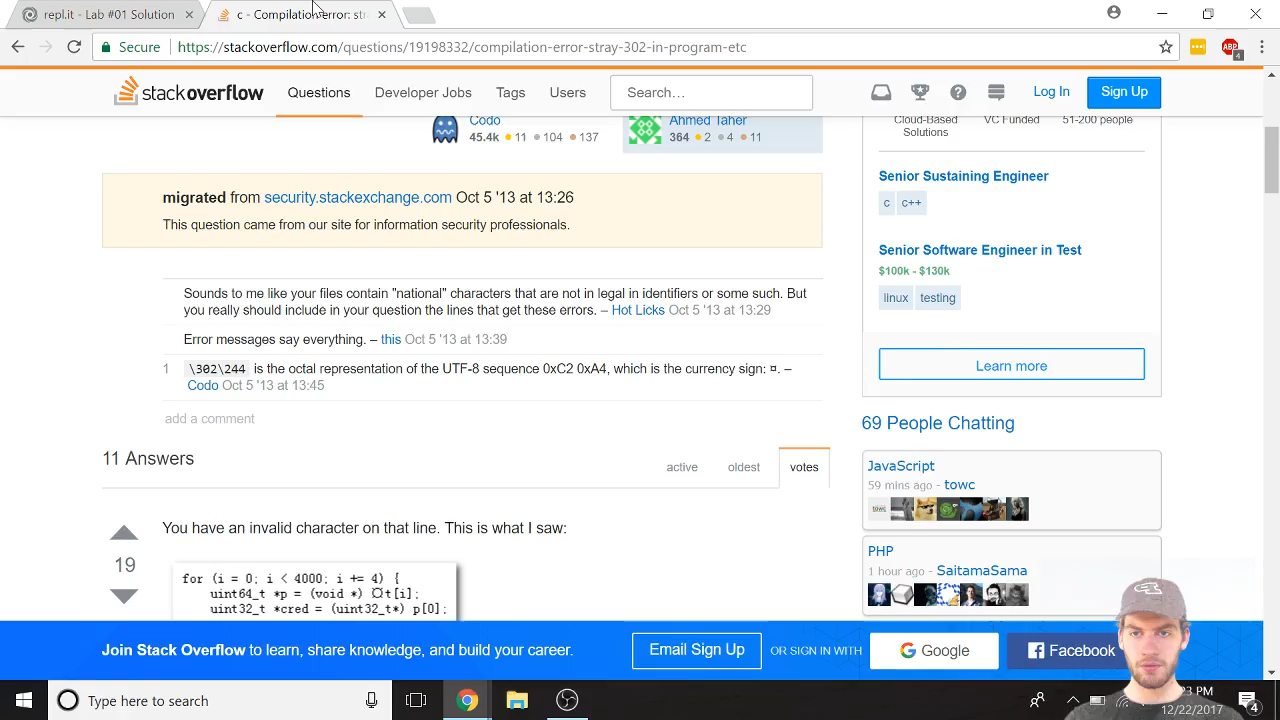 repl.it - Lab #01 Solution
c - Compilation error: str
Secure
https://stackoverflow.com/questions/19198332/compilation-error-stray-302-in-program-etc
ABP
4
stackoverflow
Questions
Developer Jobs
Tags
Users
Search…
Log In
Sign Up
Codo
45.4k 11 104 137
Ahmed Taher
364 2 4 11
Cloud-Based
Solutions
VC Funded
51-200 people
migrated from security.stackexchange.com Oct 5 '13 at 13:26
This question came from our site for information security professionals.
Senior Sustaining Engineer
c c++
Senior Software Engineer in Test
$100k - $130k
linux testing
Learn more
Sounds to me like your files contain "national" characters that are not in legal in identifiers or some such. But
you really should include in your question the lines that get these errors. – Hot Licks Oct 5 '13 at 13:29
Error messages say everything. – this Oct 5 '13 at 13:39
1 \302\244 is the octal representation of the UTF-8 sequence 0xC2 0xA4, which is the currency sign: ¤. –
Codo Oct 5 '13 at 13:45
add a comment
69 People Chatting
JavaScript
59 mins ago - towc
PHP
1 hour ago - SaitamaSama
11 Answers
active
oldest
votes
You have an invalid character on that line. This is what I saw:
19
for (i = 0; i < 4000; i += 4) {
uint64_t *p = (void *) ¤t[i];
uint32_t *cred = (uint32_t*) p[0];
Join Stack Overflow to learn, share knowledge, and build your career.
Email Sign Up
OR SIGN IN WITH
Google
Facebook
Type here to search
PM
12/22/2017
4